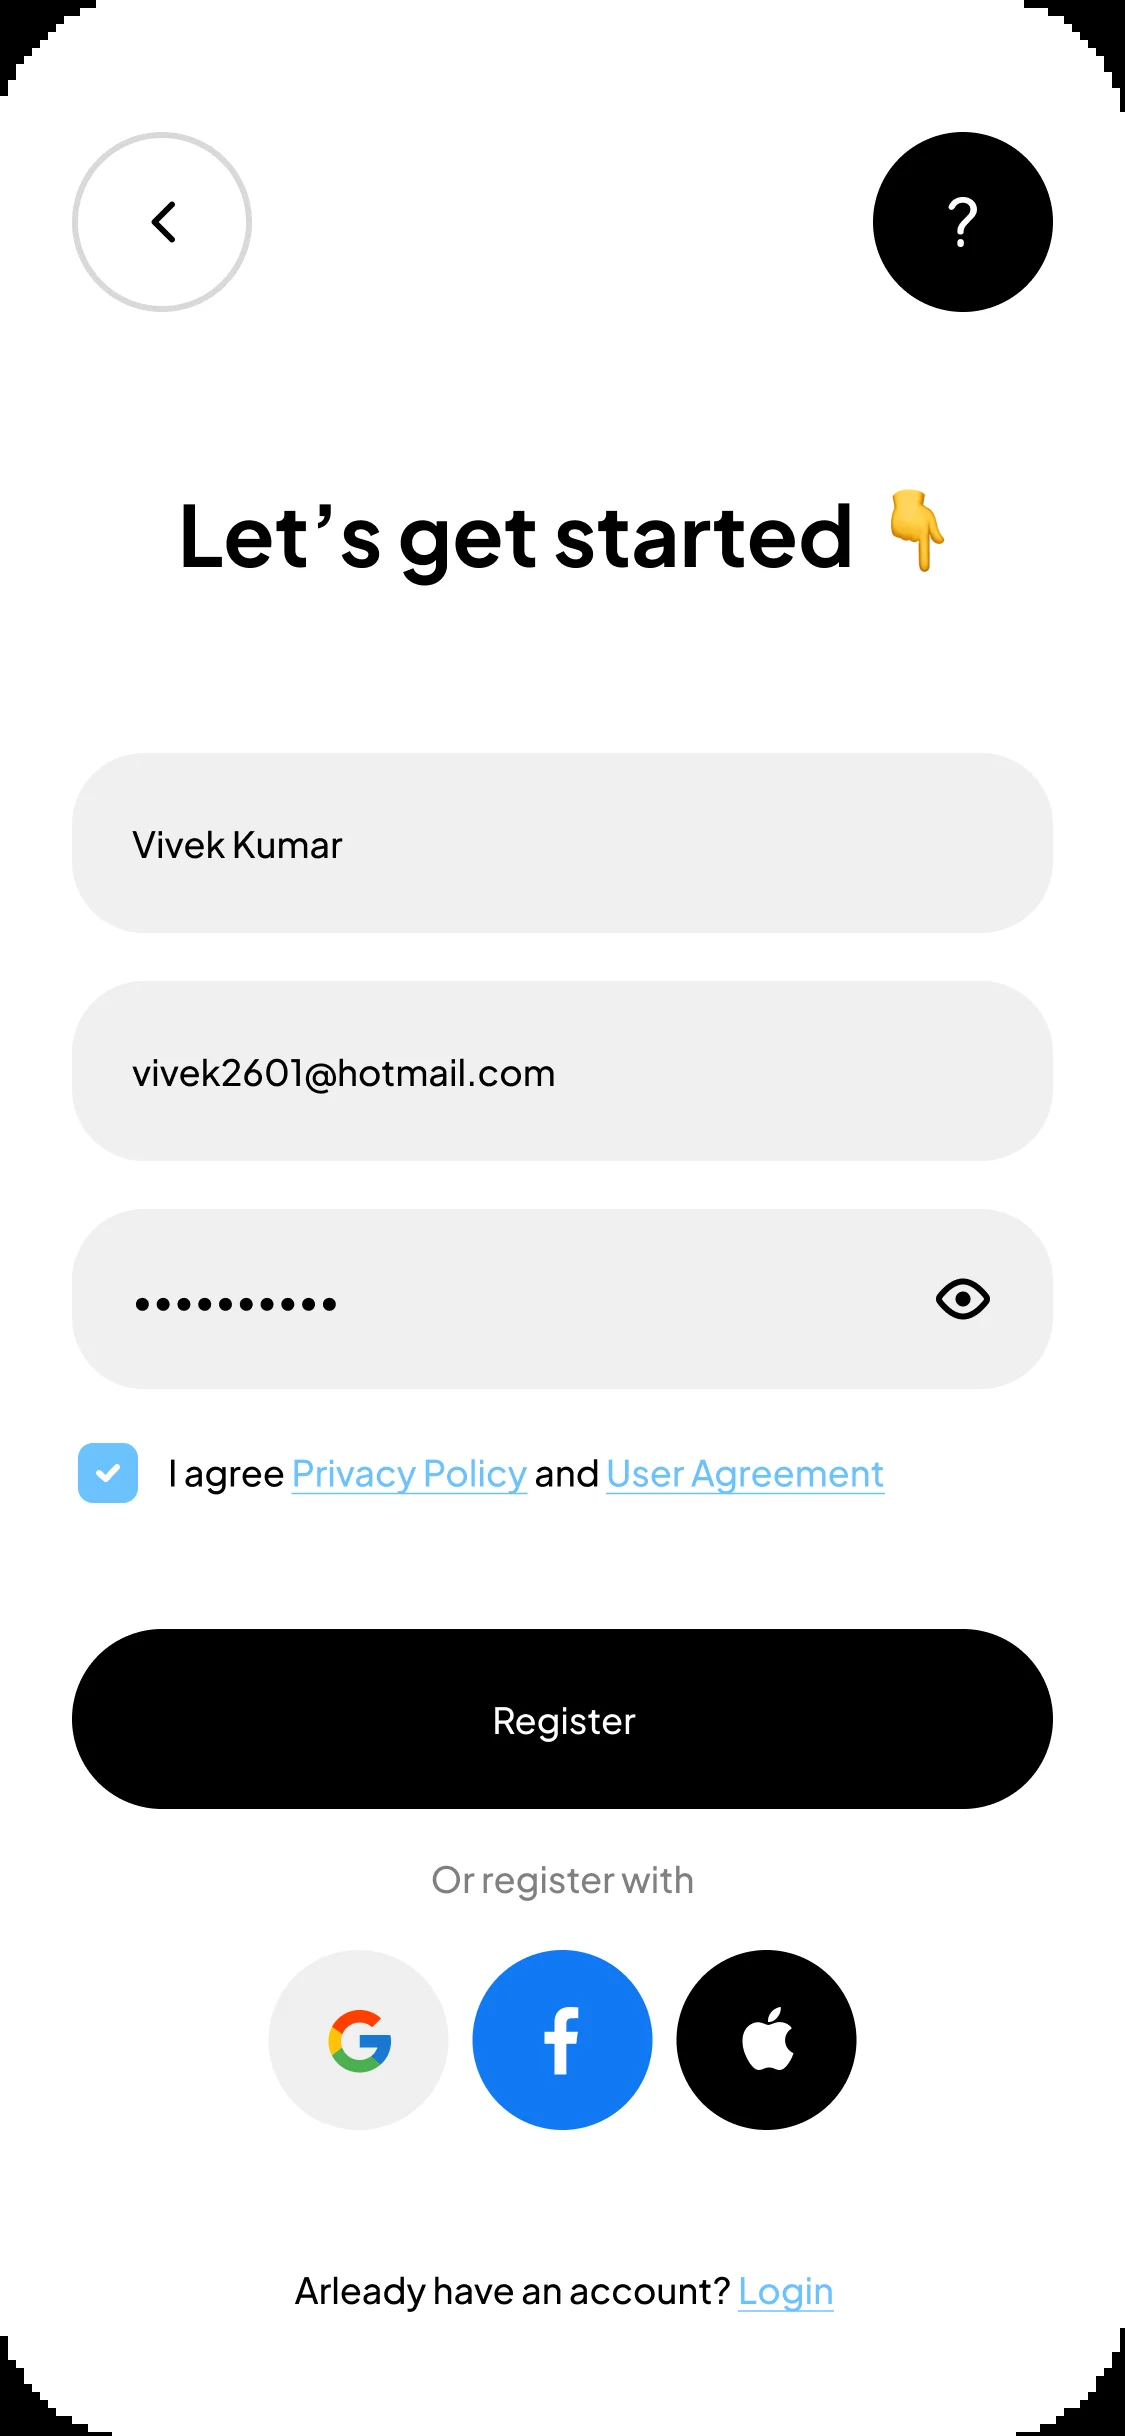 ?
Let’s get started 👇
Vivek Kumar
vivek2601@hotmail.com
••••••••••
I agree Privacy Policy and User Agreement
Register
Or register with
Arleady have an account? Login